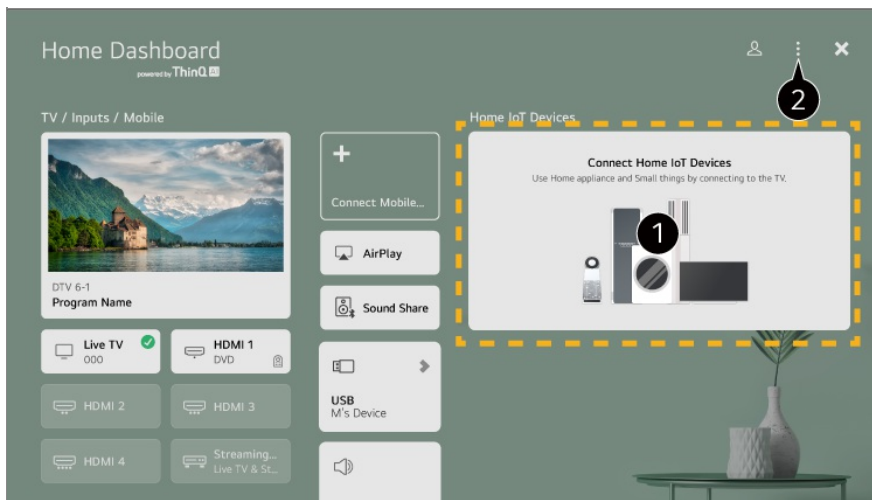 Home Dashboard
powered by ThinQ AI
2
TV / Inputs / Mobile
Home IoT Devices
DTV 6-1
Program Name
Live TV
000
HDMI 1
DVD
HDMI 2
HDMI 3
HDMI 4
Streaming...
Live TV & St...
+
Connect Mobile...
AirPlay
Sound Share
USB
M's Device
Connect Home IoT Devices
Use Home appliance and Small things by connecting to the TV.
1